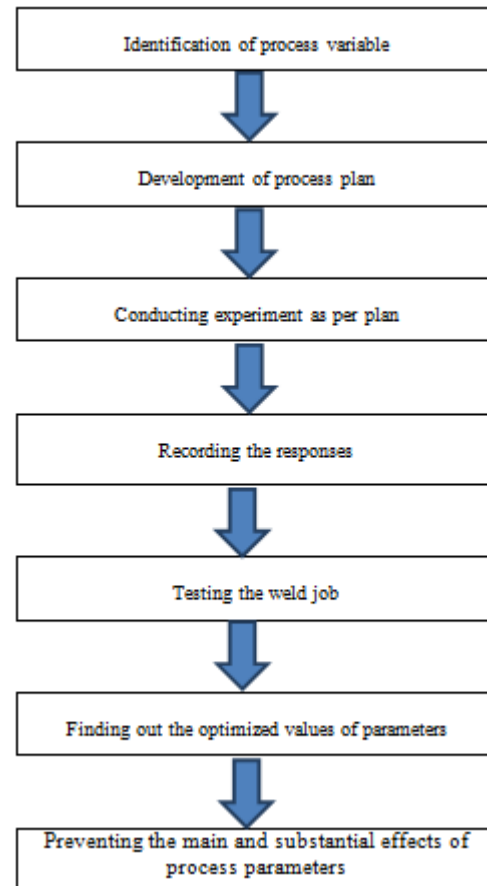 Identification of process variable
Development of process plan
Conducting experiment as per plan
Recording the responses
Testing the weld job
Finding out the optimized values of parameters
Preventing the main and substantial effects of
process parameters